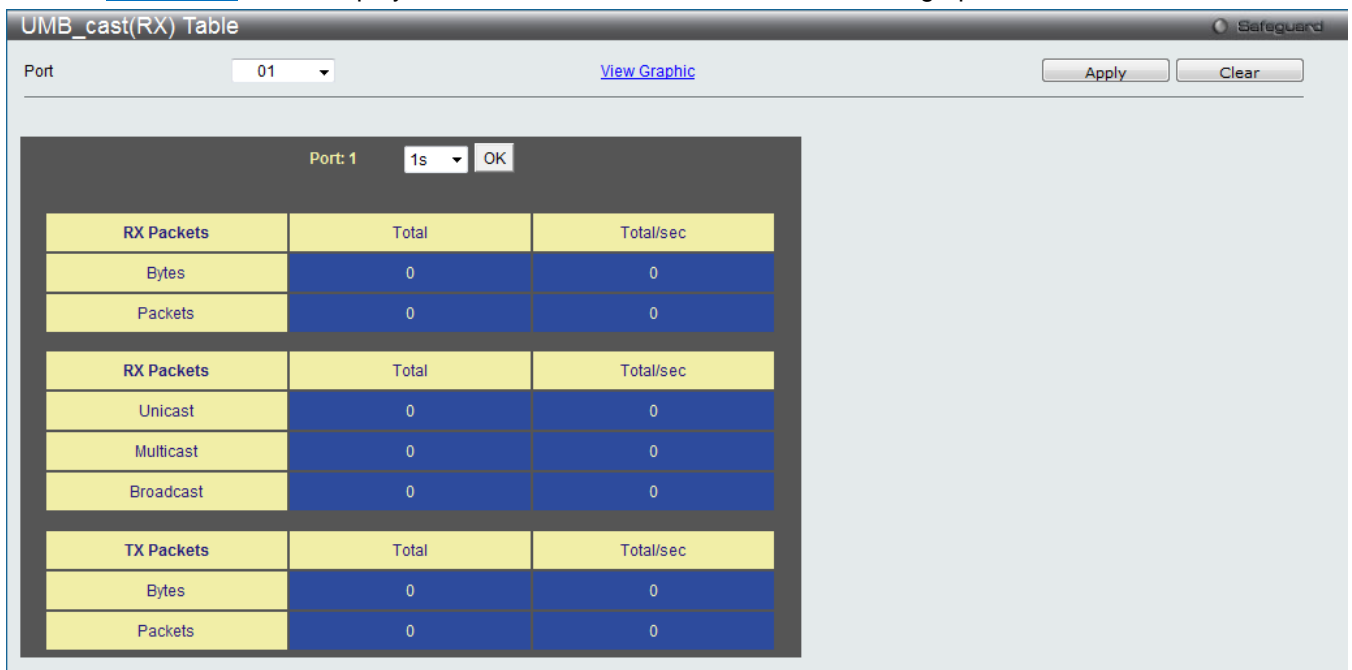 UMB_cast(RX) Table Safeguard
Port 01 View Graphic Apply Clear
Port: 1 1s OK
RX Packets Total Total/sec
Bytes 0 0
Packets 0 0
RX Packets Total Total/sec
Unicast 0 0
Multicast 0 0
Broadcast 0 0
TX Packets Total Total/sec
Bytes 0 0
Packets 0 0